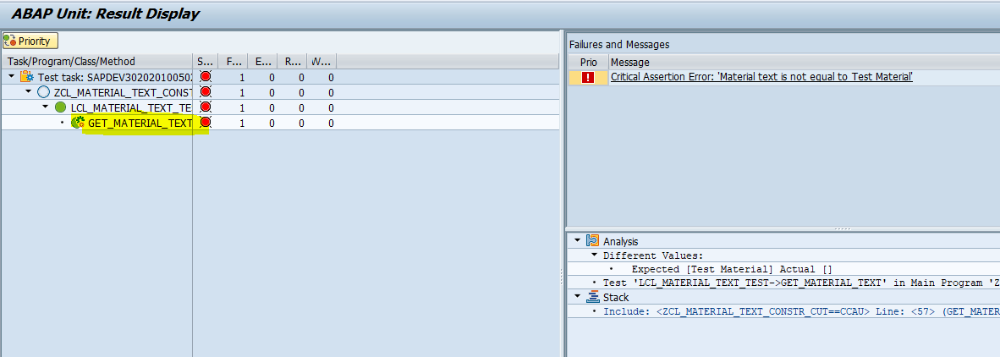 ABAP Unit: Result Display
Priority
Task/Program/Class/Method S... F... E... R... W...
Test task: SAPDEV30202010050 1 0 0 0
ZCL_MATERIAL_TEXT_CONST 1 0 0 0
LCL_MATERIAL_TEXT_TE 1 0 0 0
GET_MATERIAL_TEXT 1 0 0 0
Failures and Messages
Prio Message
Critical Assertion Error: 'Material text is not equal to Test Material'
Analysis
Different Values:
Expected [Test Material] Actual []
Test 'LCL_MATERIAL_TEXT_TEST->GET_MATERIAL_TEXT' in Main Program 'Z
Stack
Include: <ZCL_MATERIAL_TEXT_CONSTR_CUT==CCAU> Line: <57> (GET_MATER